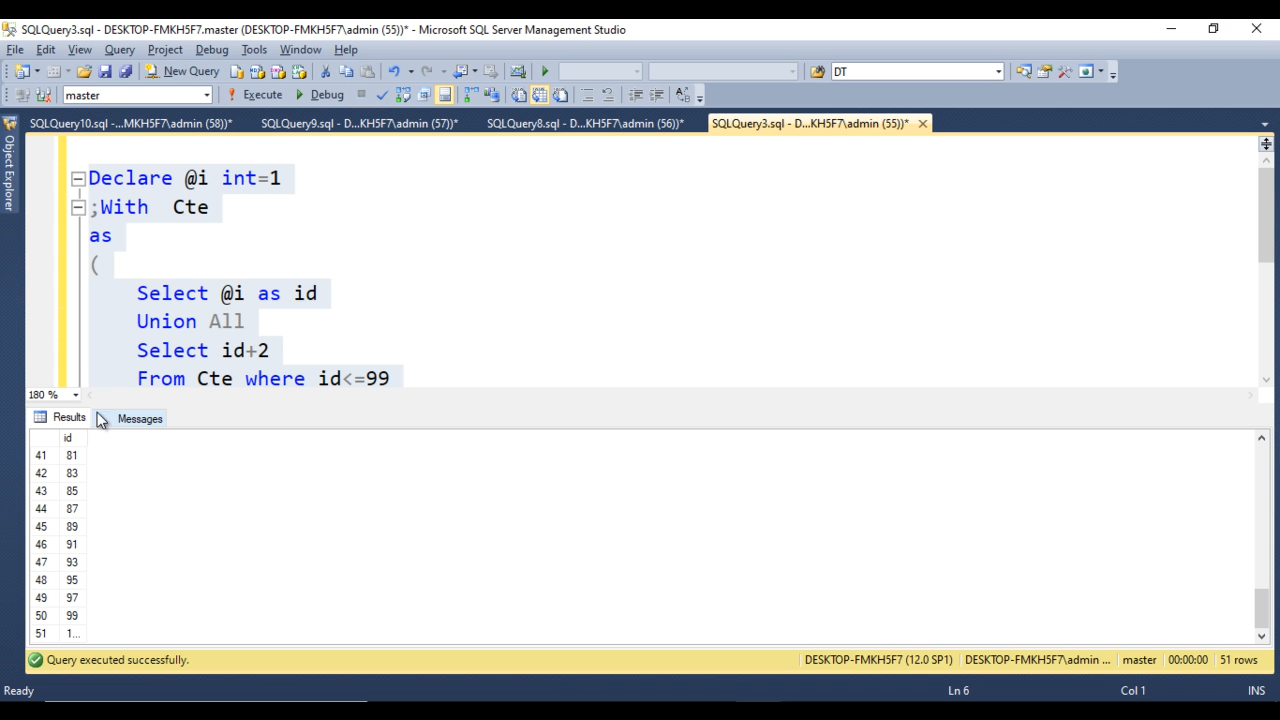 SQLQuery3.sql - DESKTOP-FMKH5F7.master (DESKTOP-FMKH5F7\admin (55))* - Microsoft SQL Server Management Studio
File Edit View Query Project Debug Tools Window Help
New Query DT
master Execute Debug
SQLQuery10.sql -...MKH5F7\admin (58))* SQLQuery9.sql - D...KH5F7\admin (57))* SQLQuery8.sql - D...KH5F7\admin (56))* SQLQuery3.sql - D...KH5F7\admin (55))*
Object Explorer
Declare @i int=1
;With Cte
as
(
Select @i as id
Union All
Select id+2
From Cte where id<=99
180 %
Results Messages
id
41 81
42 83
43 85
44 87
45 89
46 91
47 93
48 95
49 97
50 99
51 1...
Query executed successfully. DESKTOP-FMKH5F7 (12.0 SP1) DESKTOP-FMKH5F7\admin ... master 00:00:00 51 rows
Ready Ln 6 Col 1 INS